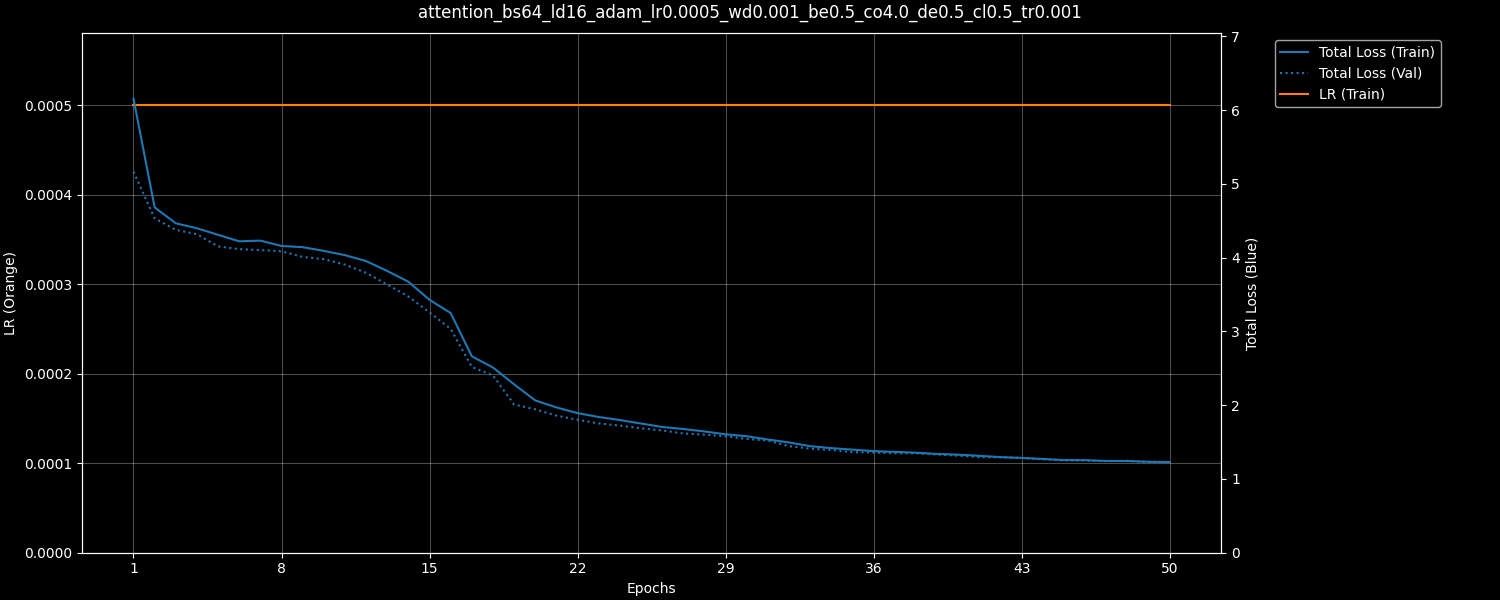 attention_bs64_ld16_adam_lr0.0005_wd0.001_be0.5_co4.0_de0.5_cl0.5_tr0.001
Total Loss (Train)
Total Loss (Val)
LR (Train)
LR (Orange)
0.0005
0.0004
0.0003
0.0002
0.0001
0.0000
7
6
5
4
3
2
1
0
Total Loss (Blue)
1 8 15 22 29 36 43 50
Epochs